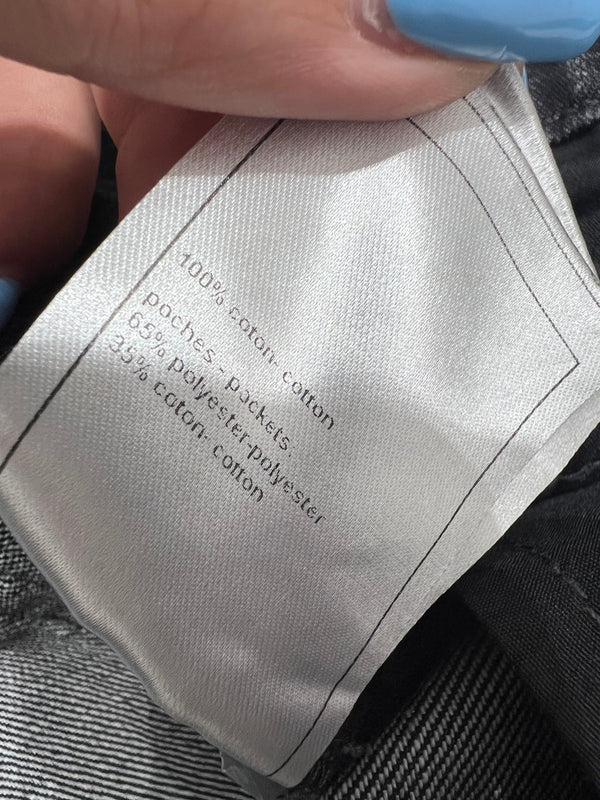 100% coton- cotton
poches - pockets :
65% polyester-polyester
35% coton- cotton